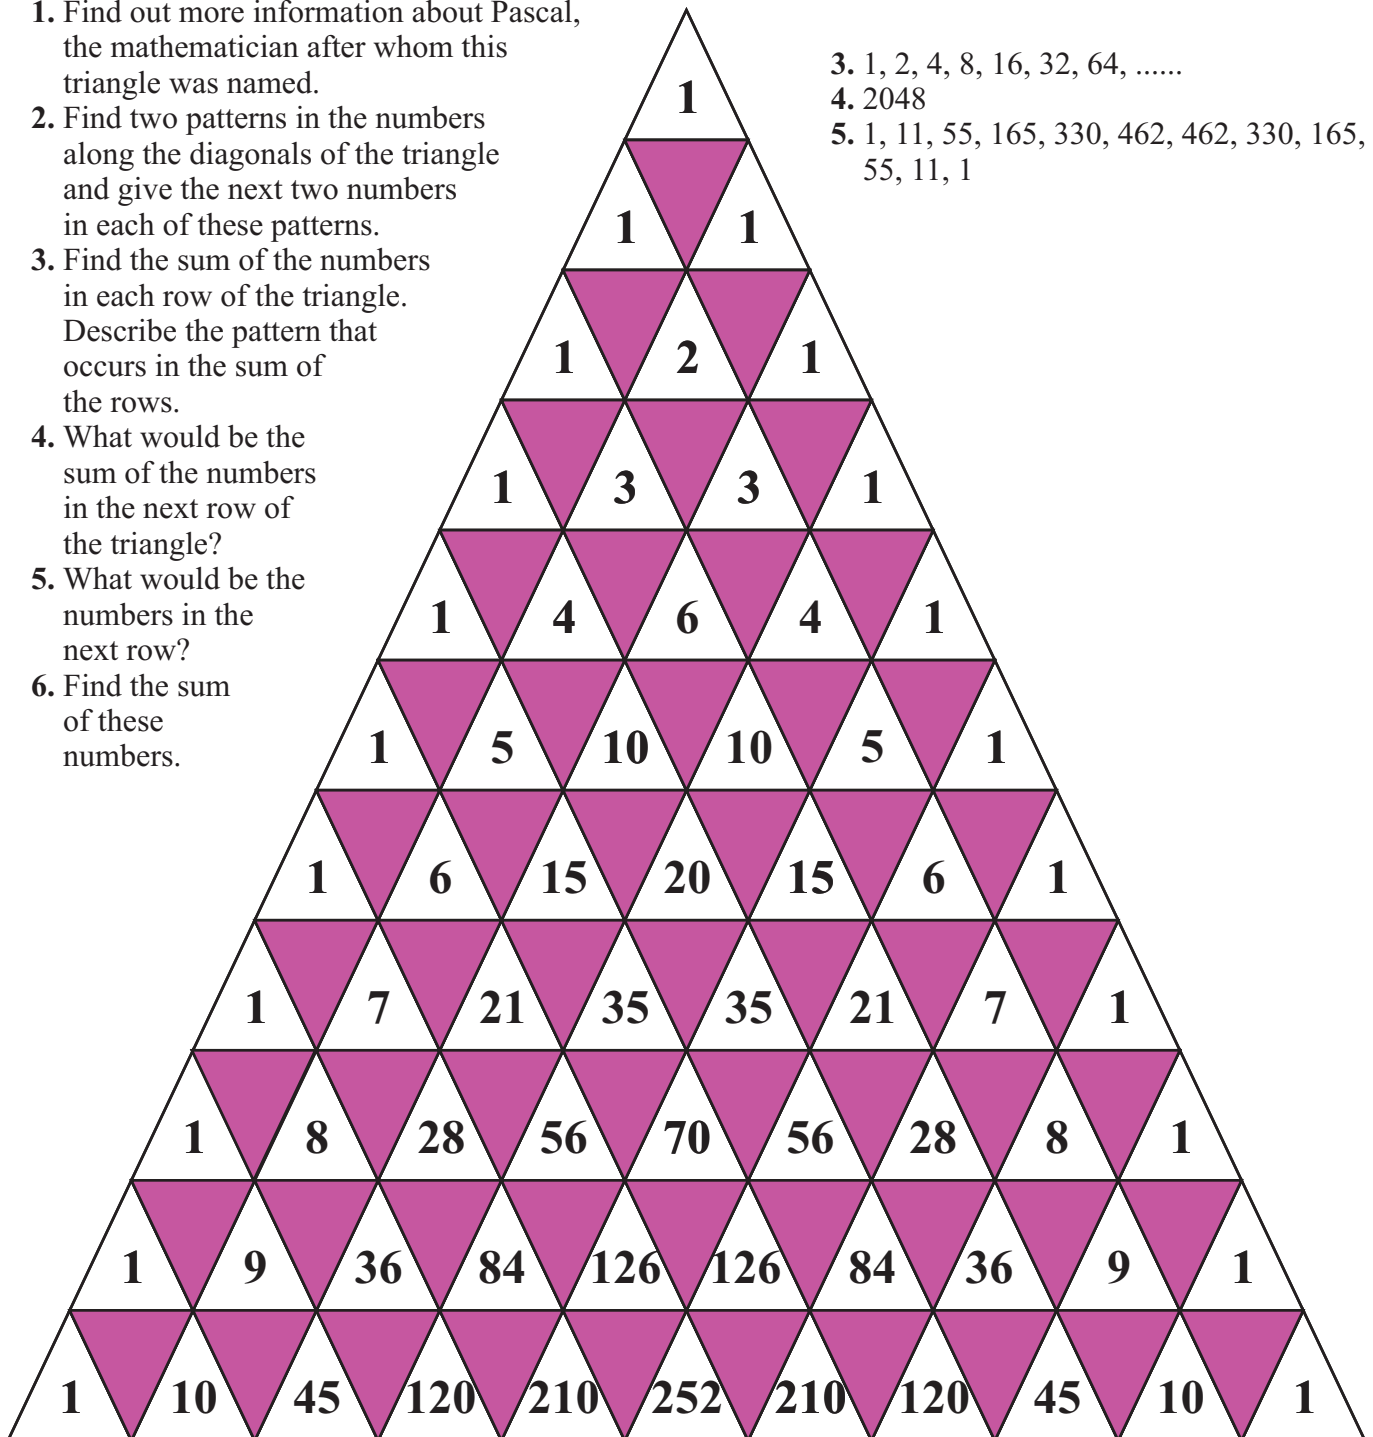 1. Find out more information about Pascal,
the mathematician after whom this
triangle was named.
2. Find two patterns in the numbers
along the diagonals of the triangle
and give the next two numbers
in each of these patterns.
3. Find the sum of the numbers
in each row of the triangle.
Describe the pattern that
occurs in the sum of
the rows.
4. What would be the
sum of the numbers
in the next row of
the triangle?
5. What would be the
numbers in the
next row?
6. Find the sum
of these
numbers.
3. 1, 2, 4, 8, 16, 32, 64, ......
4. 2048
5. 1, 11, 55, 165, 330, 462, 462, 330, 165,
55, 11, 1
1
1 1
1 2 1
1 3 3 1
1 4 6 4 1
1 5 10 10 5 1
1 6 15 20 15 6 1
1 7 21 35 35 21 7 1
1 8 28 56 70 56 28 8 1
1 9 36 84 126 126 84 36 9 1
1 10 45 120 210 252 210 120 45 10 1